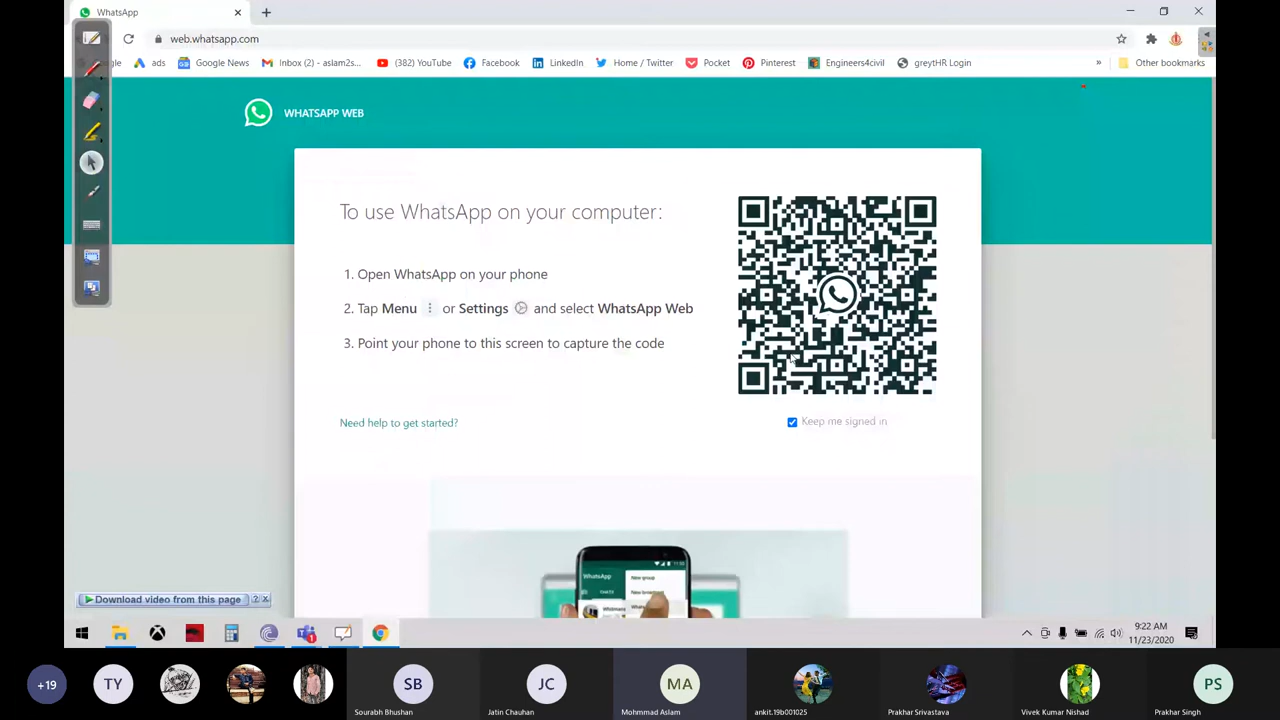 WhatsApp
web.whatsapp.com
ogle
ads
Google News
Inbox (2) - aslam2s...
(382) YouTube
Facebook
LinkedIn
Home / Twitter
Pocket
Pinterest
Engineers4civil
greytHR Login
»
Other bookmarks
WHATSAPP WEB
To use WhatsApp on your computer:
1. Open WhatsApp on your phone
2. Tap Menu or Settings and select WhatsApp Web
3. Point your phone to this screen to capture the code
Need help to get started?
Keep me signed in
WhatsApp
New group
Download video from this page ? x
9:22 AM
11/23/2020
+19
TY
SB
JC
MA
PS
Sourabh Bhushan
Jatin Chauhan
Mohmmad Aslam
ankit.19b001025
Prakhar Srivastava
Vivek Kumar Nishad
Prakhar Singh